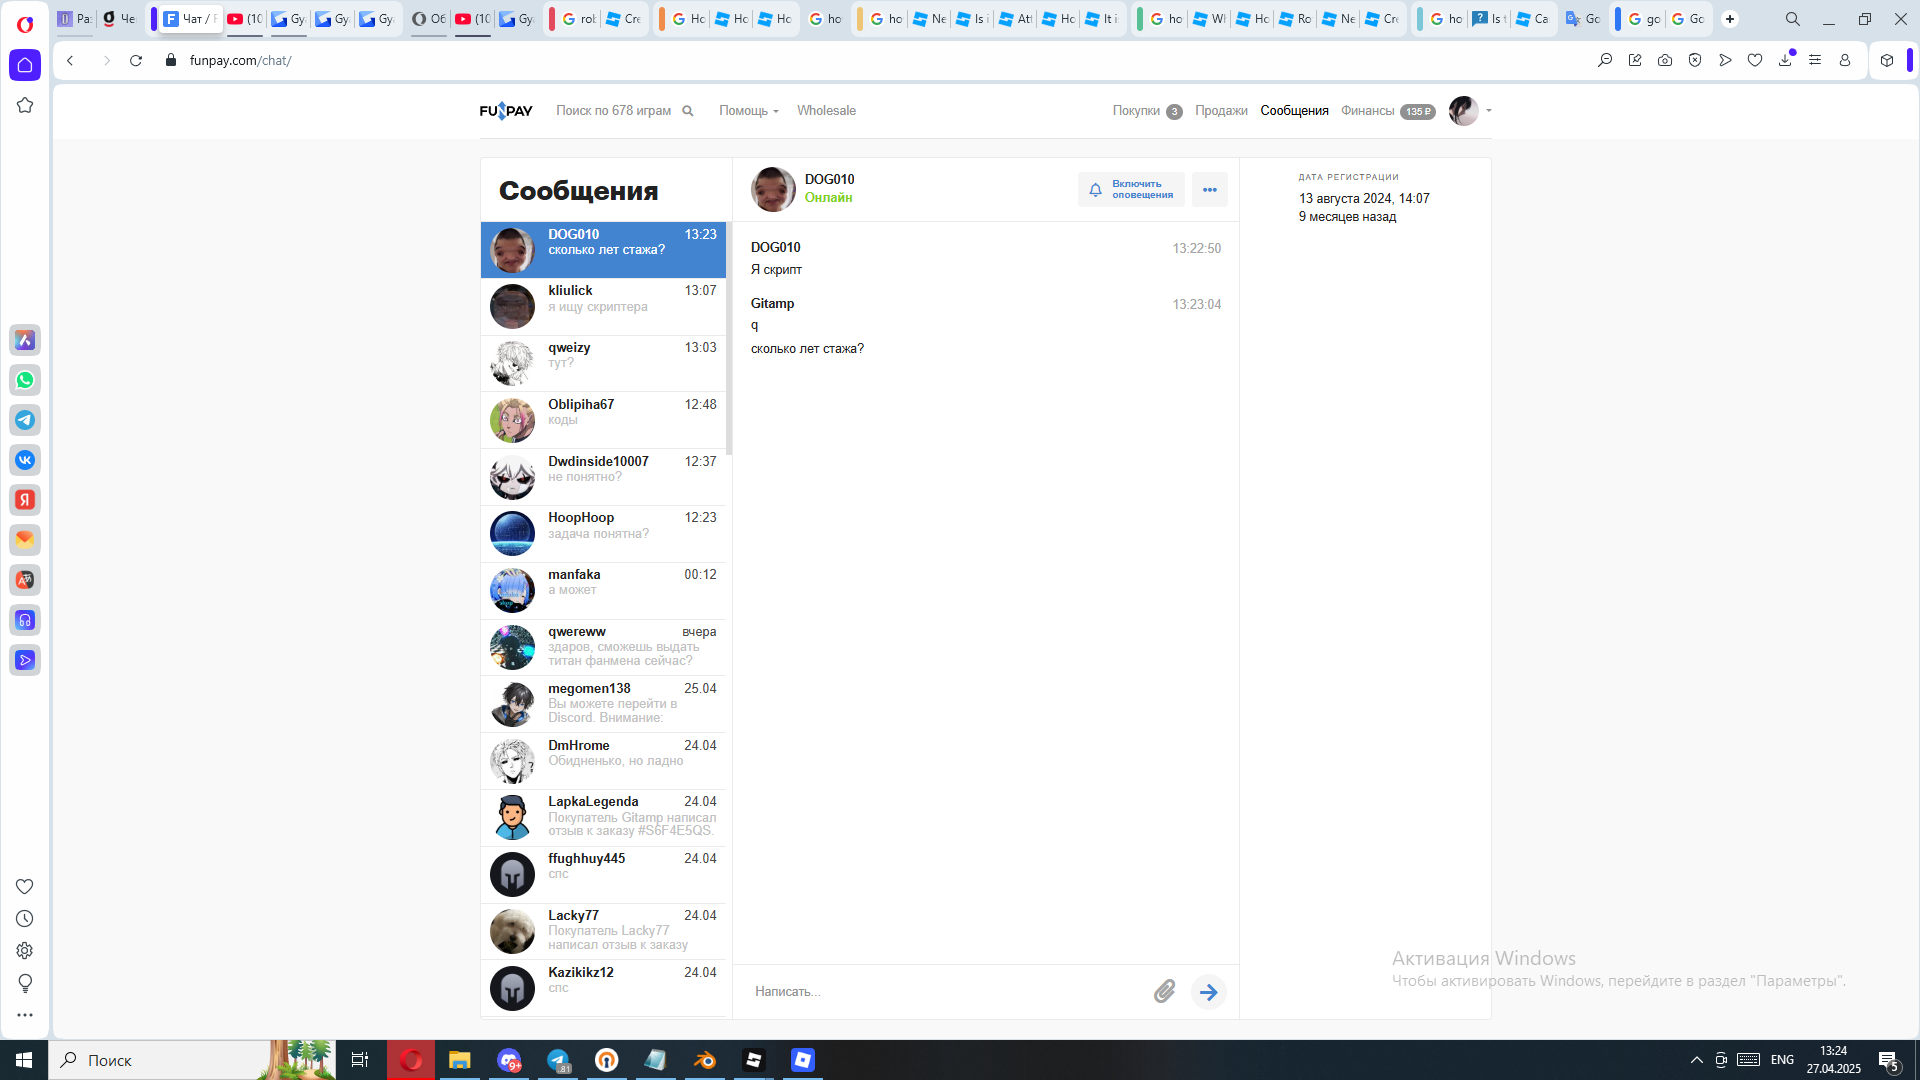 Ра
Че
Чат / F
(10
Gy
Gy
Gy
Об
(10
Gy
rob
Cre
Ho
Ho
Ho
ho
ho
Ne
Is i
Att
Ho
It i
ho
Wh
Ho
Ro
Ne
Cre
ho
Is t
Ca
Go
go
Go
funpay.com/chat/
FUNPAY
Поиск по 678 играм
Помощь
Wholesale
Покупки 3
Продажи
Сообщения
Финансы 135 ₽
Сообщения
DOG010 13:23
сколько лет стажа?
kliulick 13:07
я ищу скриптера
qweizy 13:03
тут?
Oblipiha67 12:48
коды
Dwdinside10007 12:37
не понятно?
HoopHoop 12:23
задача понятна?
manfaka 00:12
а может
qwereww вчера
здаров, сможешь выдать
титан фанмена сейчас?
megomen138 25.04
Вы можете перейти в
Discord. Внимание:
DmHrome 24.04
Обидненько, но ладно
LapkaLegenda 24.04
Покупатель Gitamp написал
отзыв к заказу #S6F4E5QS.
ffughhuy445 24.04
спс
Lacky77 24.04
Покупатель Lacky77
написал отзыв к заказу
Kazikikz12 24.04
спс
DOG010
Онлайн
Включить
оповещения
DOG010 13:22:50
Я скрипт
Gitamp 13:23:04
q
сколько лет стажа?
Написать...
ДАТА РЕГИСТРАЦИИ
13 августа 2024, 14:07
9 месяцев назад
Активация Windows
Чтобы активировать Windows, перейдите в раздел "Параметры".
Поиск
9+
81
ENG
13:24
27.04.2025
5